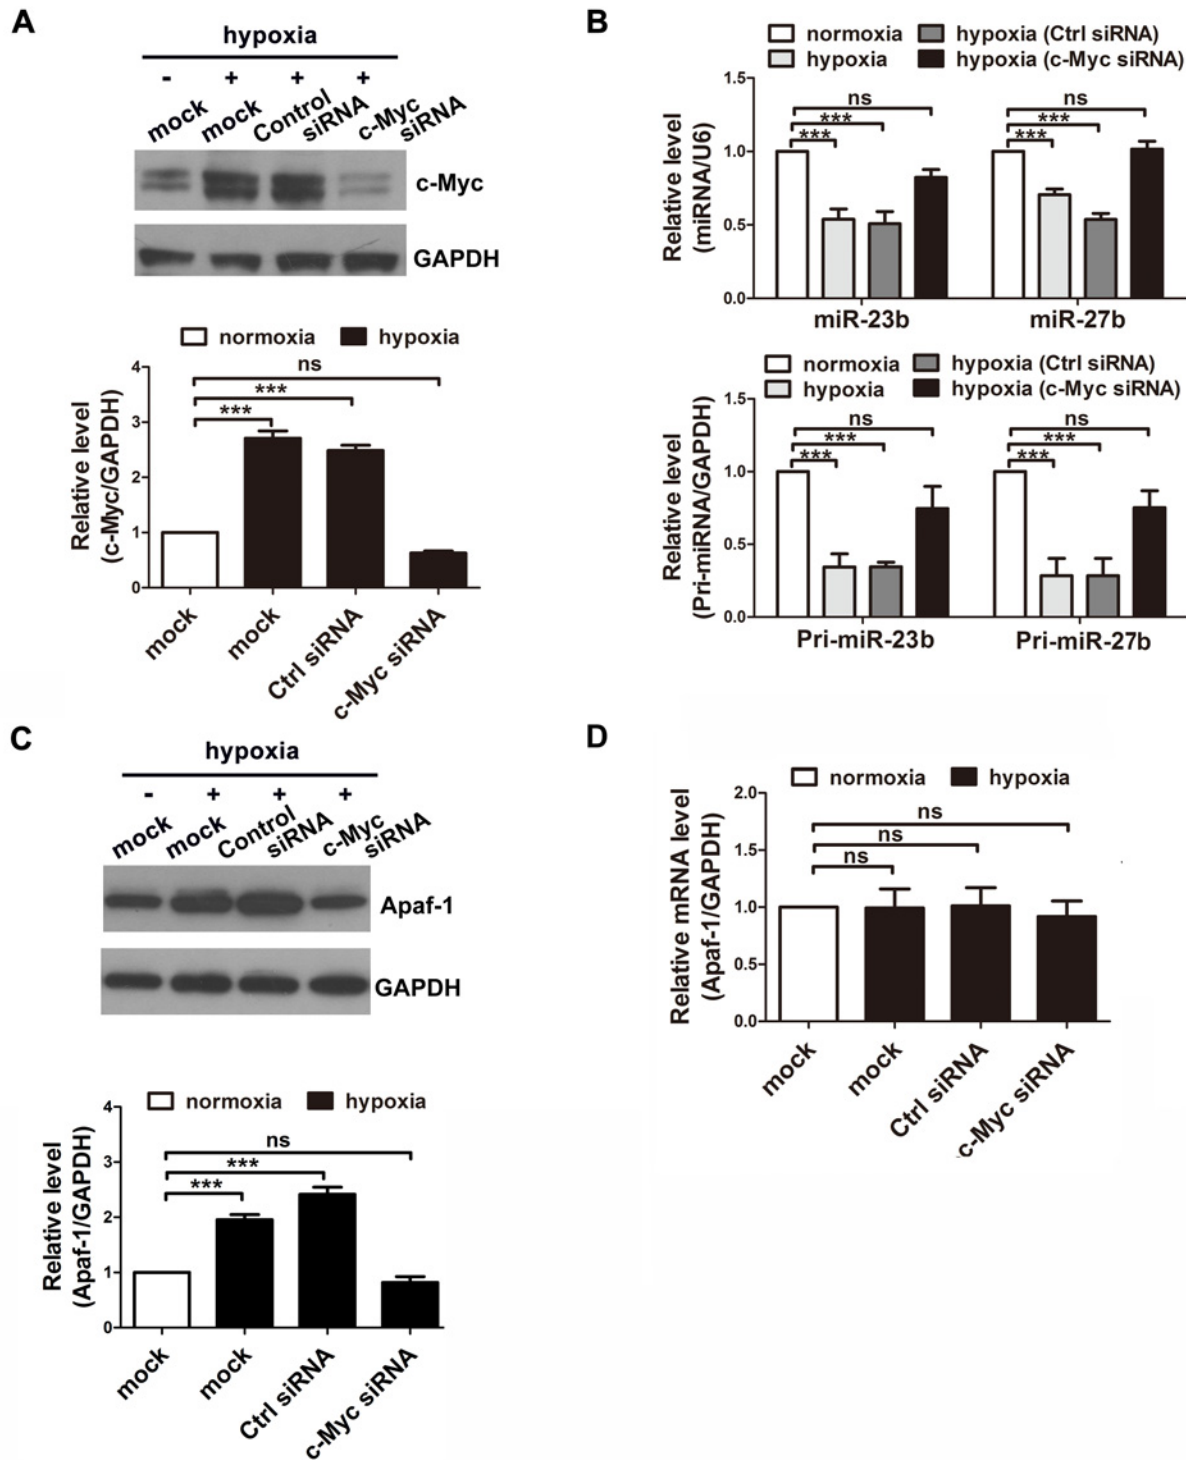 A
hypoxia
- + + +
mock mock Control siRNA c-Myc siRNA
c-Myc
GAPDH
normoxia hypoxia
ns
***
***
4
3
2
1
0
Relative level
(c-Myc/GAPDH)
mock mock Ctrl siRNA c-Myc siRNA
B
normoxia hypoxia (Ctrl siRNA)
hypoxia hypoxia (c-Myc siRNA)
1.5
1.0
0.5
0.0
Relative level
(miRNA/U6)
ns ns
*** ***
*** ***
miR-23b miR-27b
normoxia hypoxia (Ctrl siRNA)
hypoxia hypoxia (c-Myc siRNA)
1.5
1.0
0.5
0.0
Relative level
(Pri-miRNA/GAPDH)
ns ns
*** ***
*** ***
Pri-miR-23b Pri-miR-27b
C
hypoxia
- + + +
mock mock Control siRNA c-Myc siRNA
Apaf-1
GAPDH
normoxia hypoxia
ns
***
***
4
3
2
1
0
Relative level
(Apaf-1/GAPDH)
mock mock Ctrl siRNA c-Myc siRNA
D
normoxia hypoxia
2.0
1.5
1.0
0.5
0.0
Relative mRNA level
(Apaf-1/GAPDH)
ns
ns
ns
mock mock Ctrl siRNA c-Myc siRNA